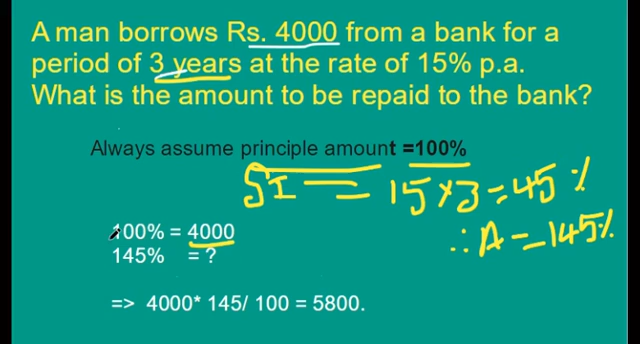 A man borrows Rs. 4000 from a bank for a
period of 3 years at the rate of 15% p.a.
What is the amount to be repaid to the bank?
Always assume principle amount =100%
SI = 15×3=45%
∴A=145%
100% = 4000
145% = ?
=> 4000* 145/ 100 = 5800.